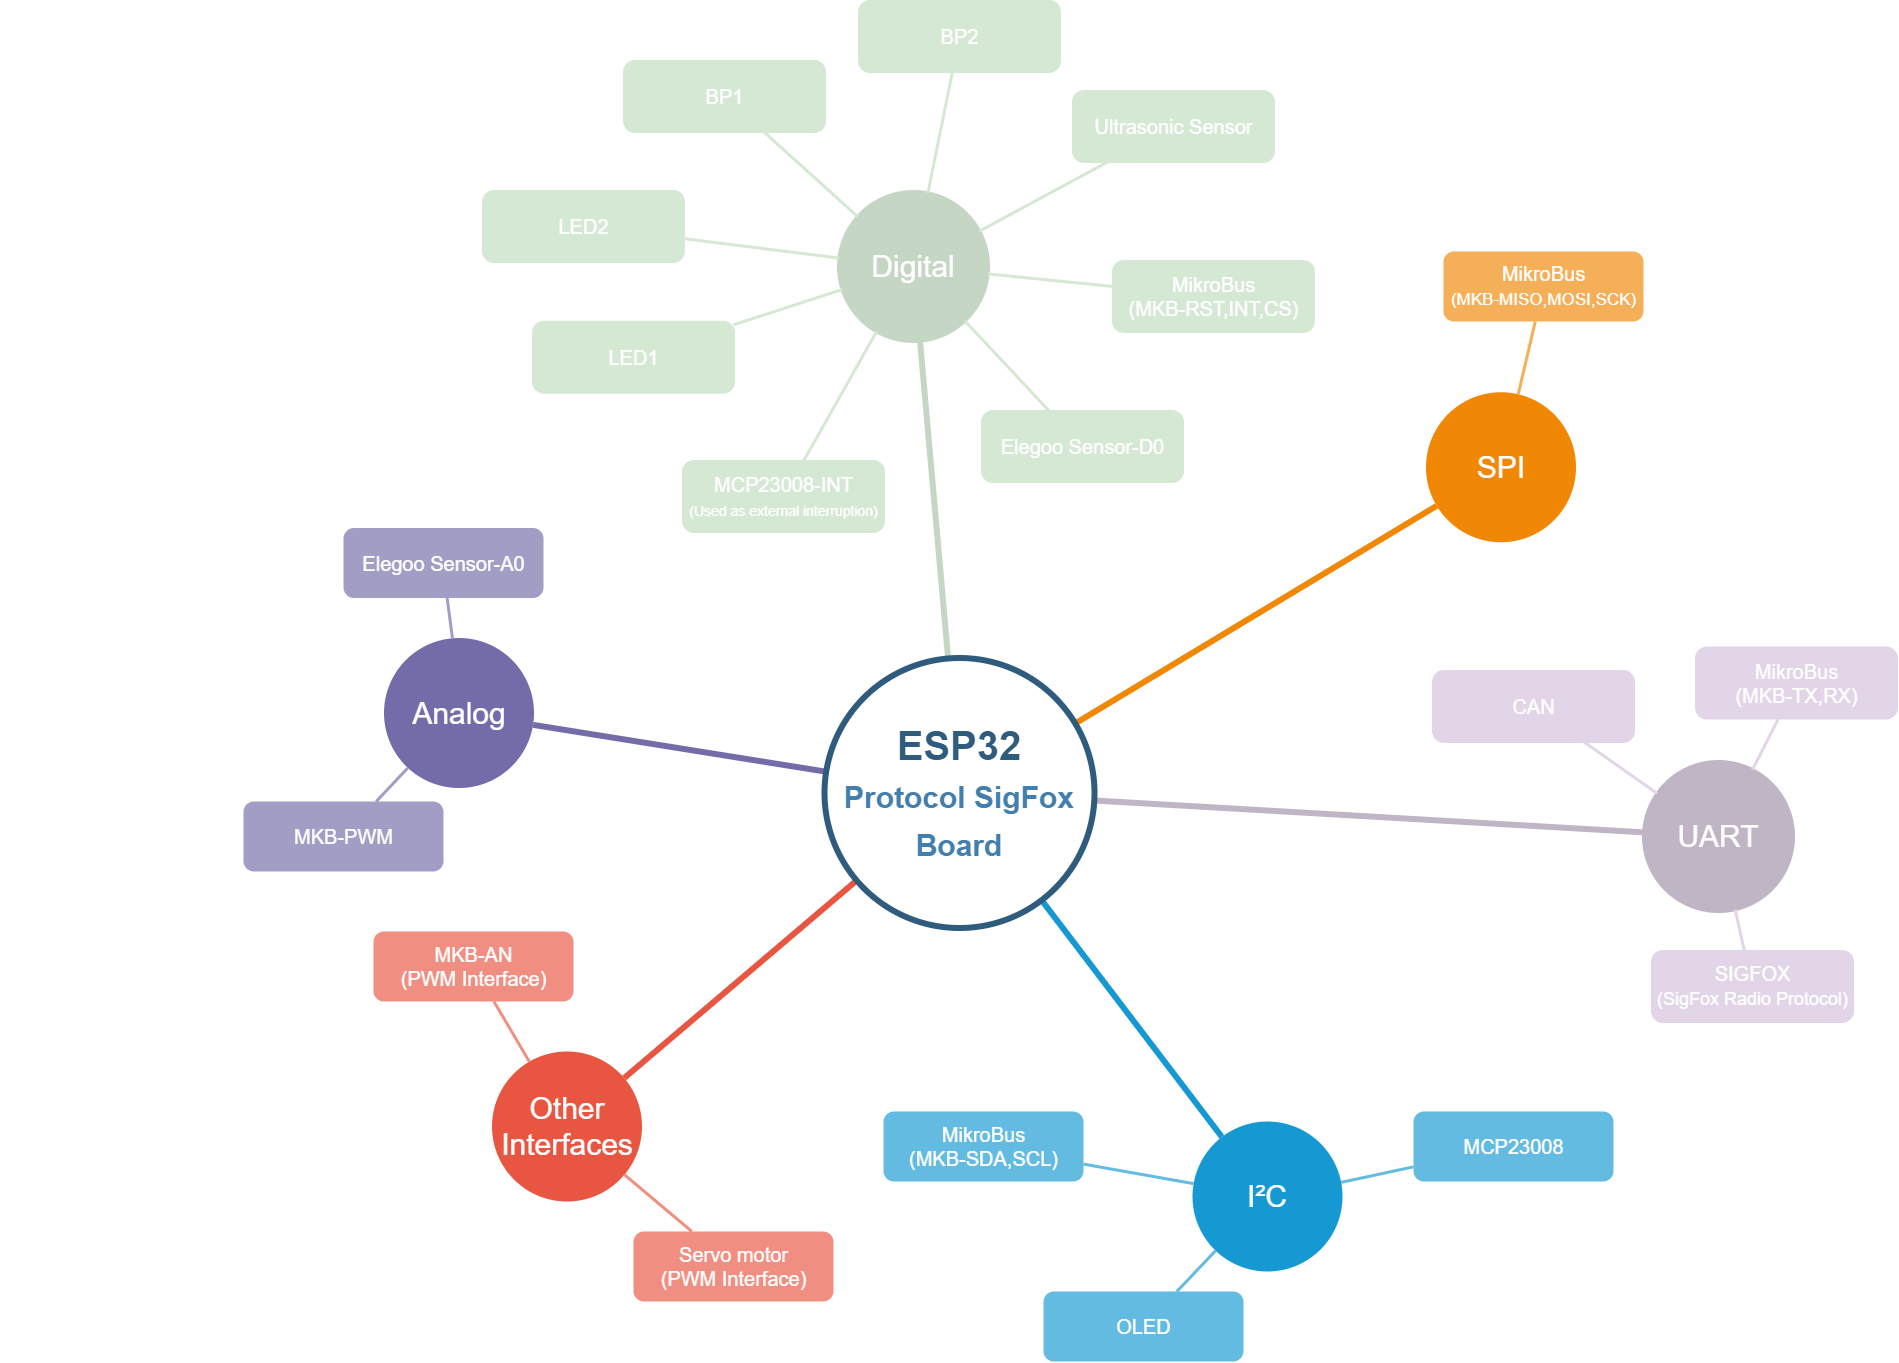 BP2
BP1
Ultrasonic Sensor
LED2
Digital
MikroBus
(MKB-RST,INT,CS)
MikroBus
(MKB-MISO,MOSI,SCK)
LED1
Elegoo Sensor-D0
SPI
MCP23008-INT
(Used as external interruption)
Elegoo Sensor-A0
Analog
MKB-PWM
ESP32
Protocol SigFox
Board
CAN
MikroBus
(MKB-TX,RX)
UART
SIGFOX
(SigFox Radio Protocol)
MKB-AN
(PWM Interface)
Other
Interfaces
Servo motor
(PWM Interface)
MikroBus
(MKB-SDA,SCL)
MCP23008
I²C
OLED